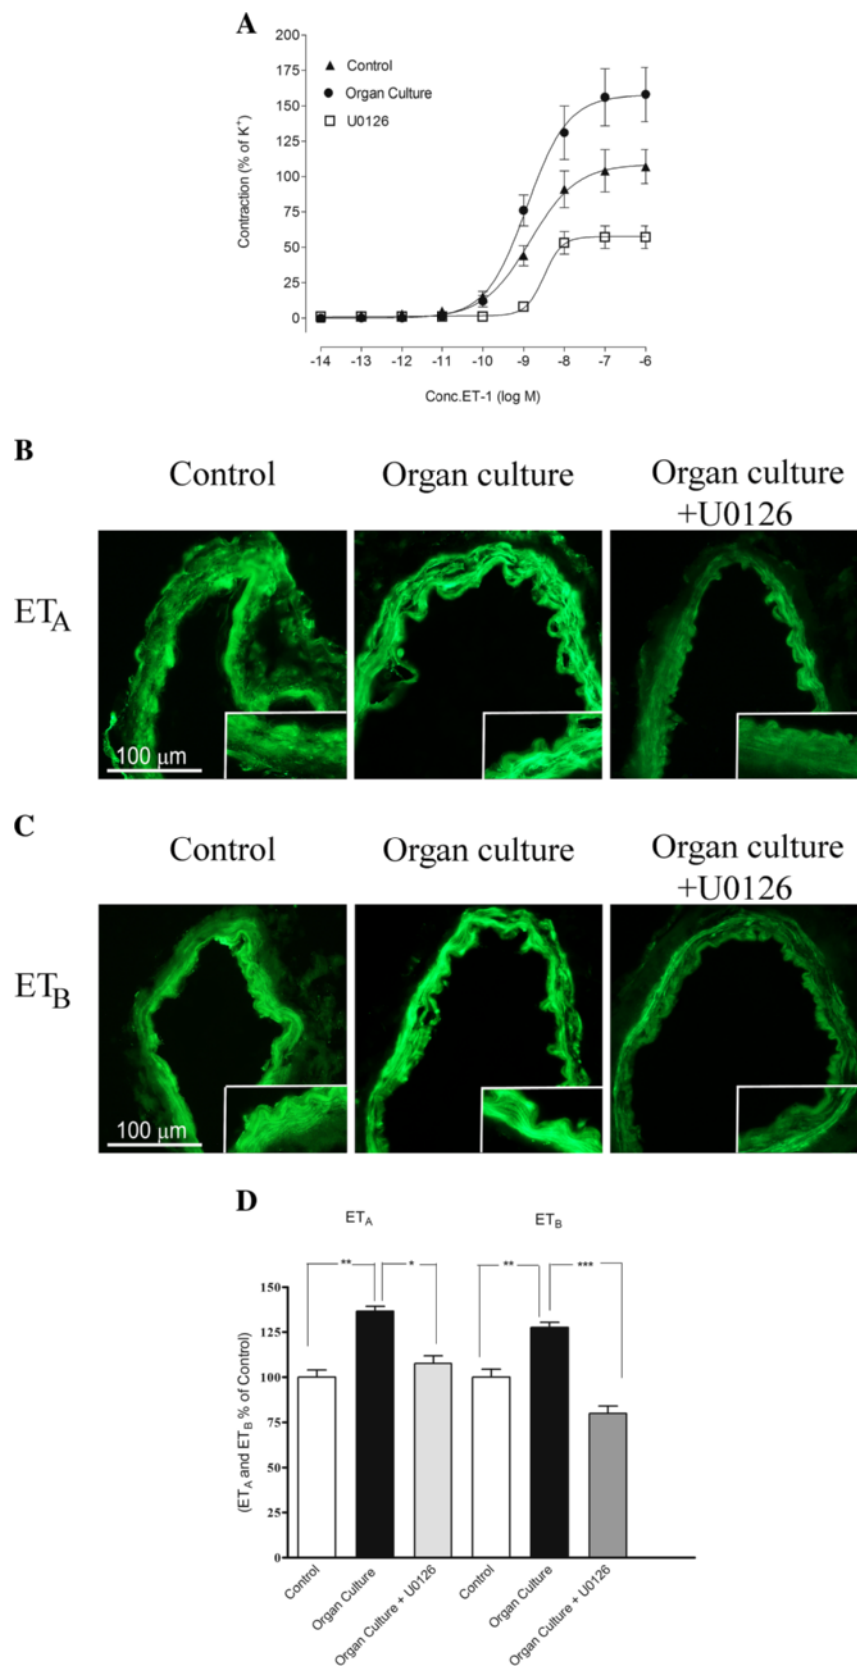 A
200
175
150
125
100
75
50
25
0
Contraction (% of K⁺)
Control
Organ Culture
U0126
-14 -13 -12 -11 -10 -9 -8 -7 -6
Conc.ET-1 (log M)
B
Control Organ culture Organ culture
+U0126
ETA
100 μm
C
Control Organ culture Organ culture
+U0126
ETB
100 μm
D
ETA ETB
** * ** ***
150
125
100
75
50
25
0
(ETA and ETB % of Control)
Control
Organ Culture
Organ Culture + U0126
Control
Organ Culture
Organ Culture + U0126